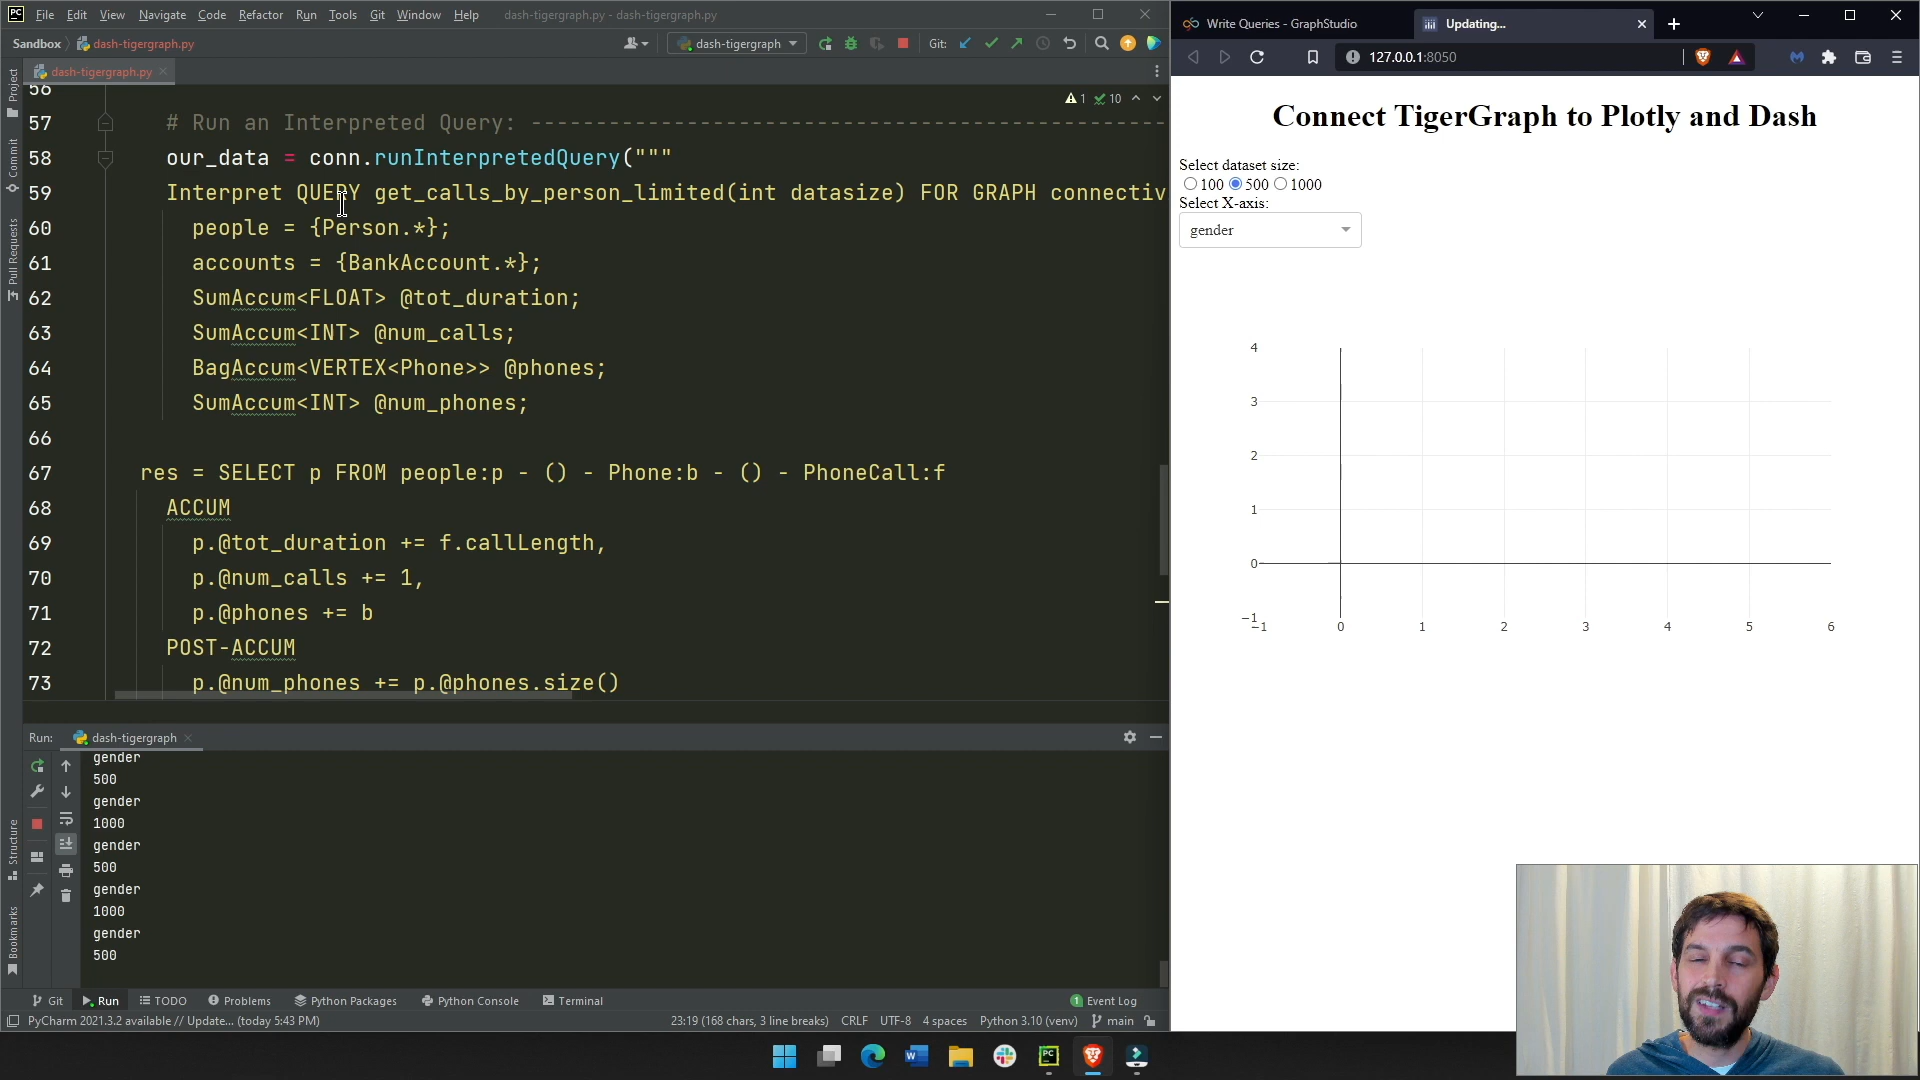 File Edit View Navigate Code Refactor Run Tools Git Window Help dash-tigergraph.py - dash-tigergraph.py
Sandbox dash-tigergraph.py dash-tigergraph Git:
dash-tigergraph.py
1 10
56
57 # Run an Interpreted Query: ------------------------------------------------
58 our_data = conn.runInterpretedQuery("""
59 Interpret QUERY get_calls_by_person_limited(int datasize) FOR GRAPH connectiv
60 people = {Person.*};
61 accounts = {BankAccount.*};
62 SumAccum<FLOAT> @tot_duration;
63 SumAccum<INT> @num_calls;
64 BagAccum<VERTEX<Phone>> @phones;
65 SumAccum<INT> @num_phones;
66
67 res = SELECT p FROM people:p - () - Phone:b - () - PhoneCall:f
68 ACCUM
69 p.@tot_duration += f.callLength,
70 p.@num_calls += 1,
71 p.@phones += b
72 POST-ACCUM
73 p.@num_phones += p.@phones.size()
Project
Commit
Pull Requests
Structure
Bookmarks
Run: dash-tigergraph
gender
500
gender
1000
gender
500
gender
1000
gender
500
Git Run TODO Problems Python Packages Python Console Terminal 1 Event Log
PyCharm 2021.3.2 available // Update... (today 5:43 PM) 23:19 (168 chars, 3 line breaks) CRLF UTF-8 4 spaces Python 3.10 (venv) main
Write Queries - GraphStudio Updating...
127.0.0.1:8050
Connect TigerGraph to Plotly and Dash
Select dataset size:
100 500 1000
Select X-axis:
gender
4
3
2
1
0
−1
−1 0 1 2 3 4 5 6